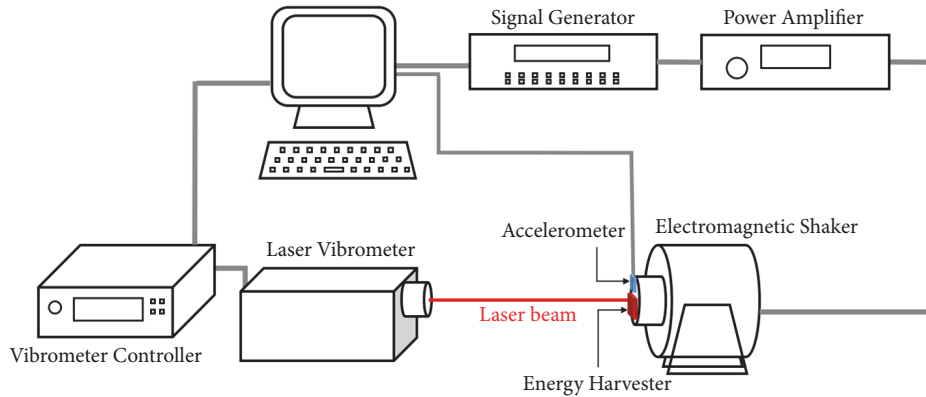 Signal Generator
Power Amplifier
Accelerometer
Electromagnetic Shaker
Laser Vibrometer
Laser beam
Vibrometer Controller
Energy Harvester